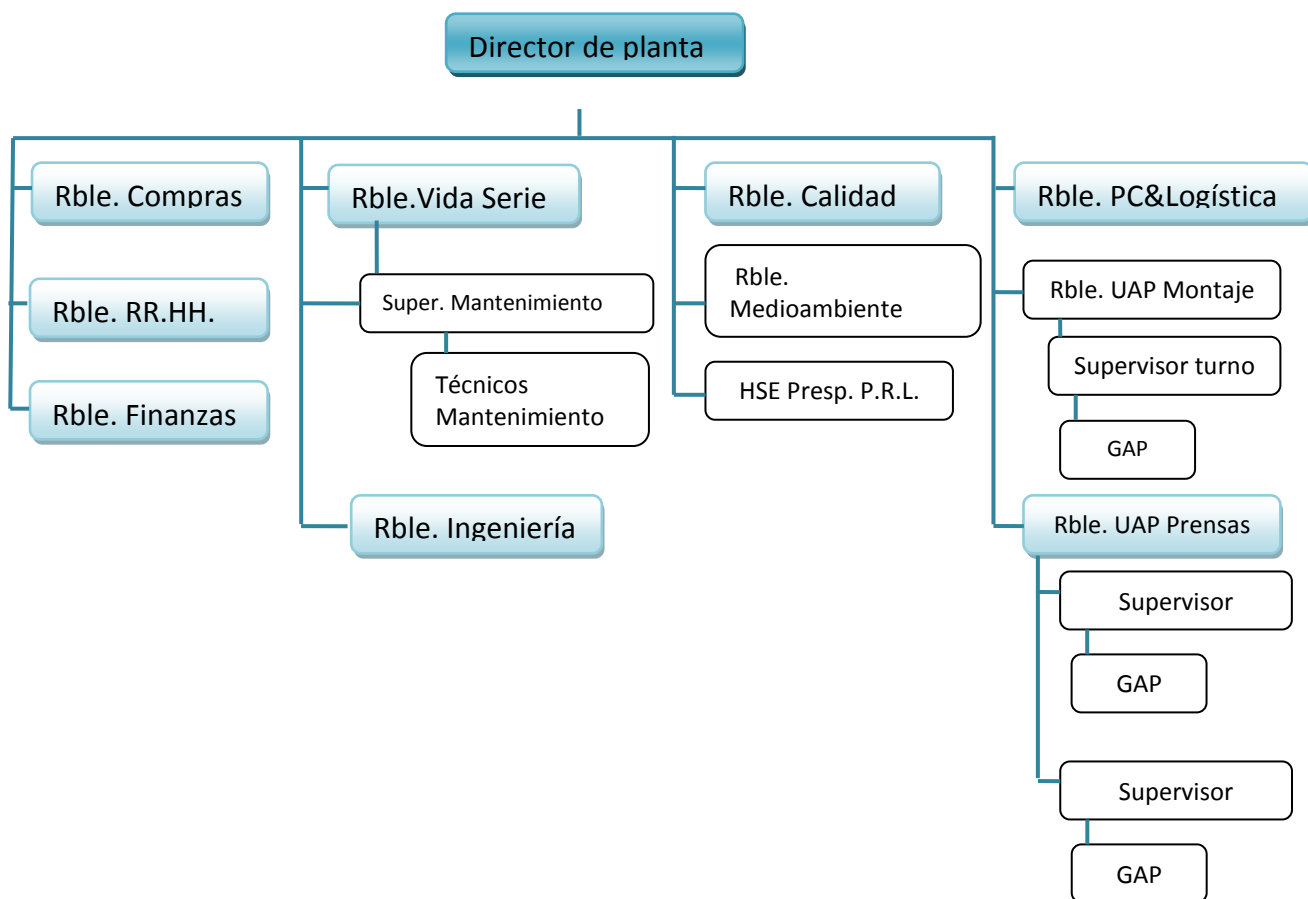 Director de planta
Rble. Compras
Rble. RR.HH.
Rble. Finanzas
Rble.Vida Serie
Super. Mantenimiento
Técnicos
Mantenimiento
Rble. Ingeniería
Rble. Calidad
Rble.
Medioambiente
HSE Presp. P.R.L.
Rble. PC&Logística
Rble. UAP Montaje
Supervisor turno
GAP
Rble. UAP Prensas
Supervisor
GAP
Supervisor
GAP